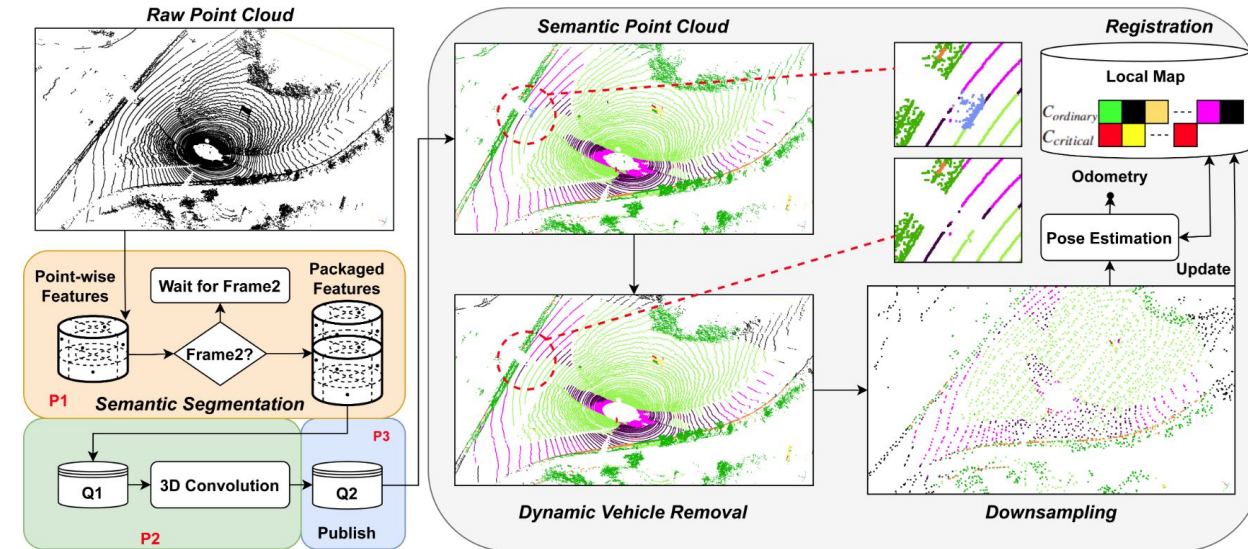 Raw Point Cloud
Point-wise
Features
Wait for Frame2
Packaged
Features
Frame2?
P1
Semantic Segmentation
Q1
3D Convolution
P2
P3
Q2
Publish
Semantic Point Cloud
Dynamic Vehicle Removal
Registration
Local Map
C_ordinary
C_critical
Odometry
Pose Estimation
Update
Downsampling